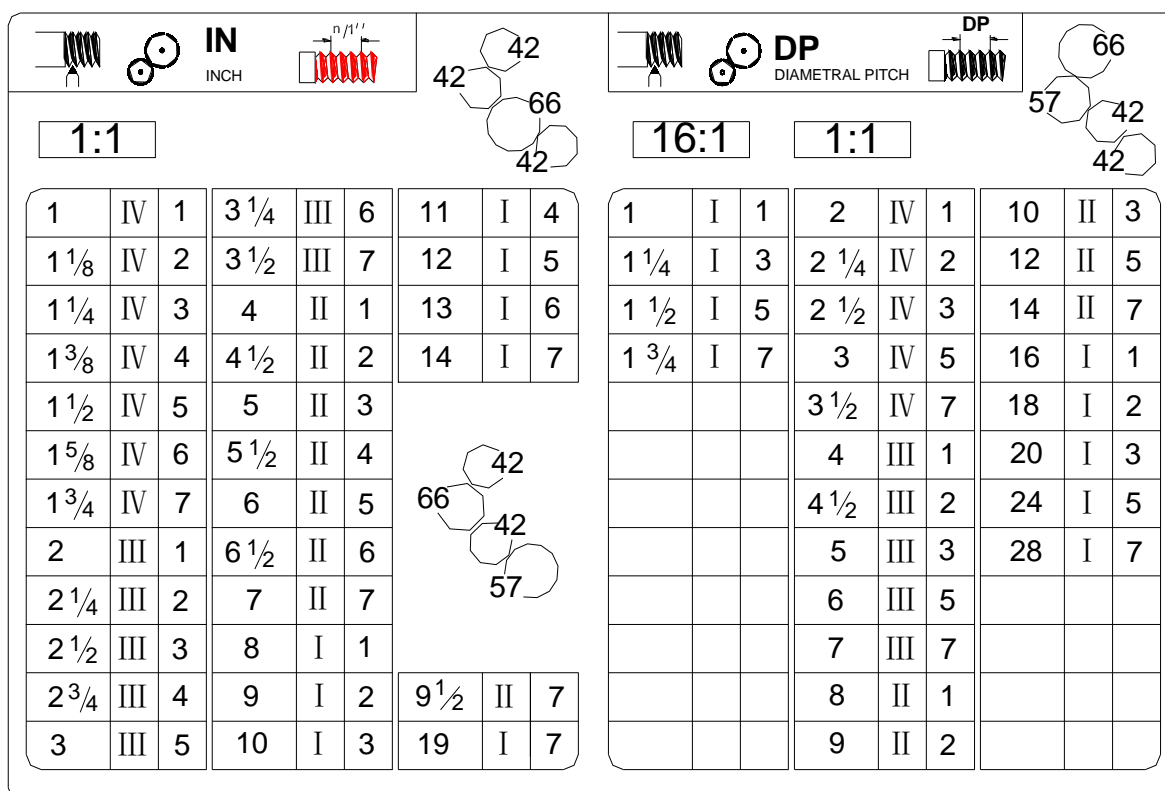 IN
INCH
n/1''
42
42
66
42
1:1
1 IV 1 3 1/4 III 6 11 I 4
1 1/8 IV 2 3 1/2 III 7 12 I 5
1 1/4 IV 3 4 II 1 13 I 6
1 3/8 IV 4 4 1/2 II 2 14 I 7
1 1/2 IV 5 5 II 3
1 5/8 IV 6 5 1/2 II 4
1 3/4 IV 7 6 II 5
2 III 1 6 1/2 II 6
2 1/4 III 2 7 II 7
2 1/2 III 3 8 I 1
2 3/4 III 4 9 I 2 9 1/2 II 7
3 III 5 10 I 3 19 I 7
42
66
42
57
DP
DIAMETRAL PITCH
DP
66
57
42
42
16:1 1:1
1 I 1 2 IV 1 10 II 3
1 1/4 I 3 2 1/4 IV 2 12 II 5
1 1/2 I 5 2 1/2 IV 3 14 II 7
1 3/4 I 7 3 IV 5 16 I 1
3 1/2 IV 7 18 I 2
4 III 1 20 I 3
4 1/2 III 2 24 I 5
5 III 3 28 I 7
6 III 5
7 III 7
8 II 1
9 II 2